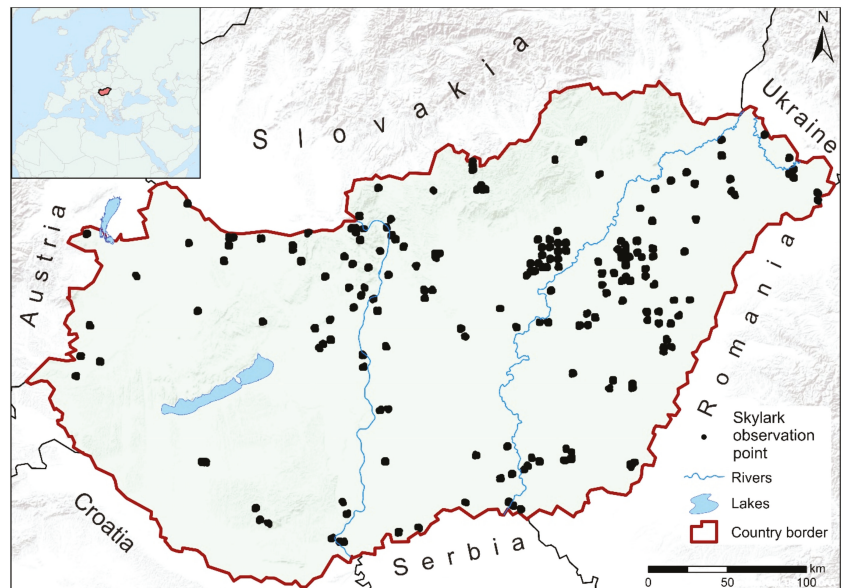 N
Slovakia
Ukraine
Austria
Romania
Skylark
observation
point
Rivers
Lakes
Country border
Croatia
Serbia
km
0 50 100